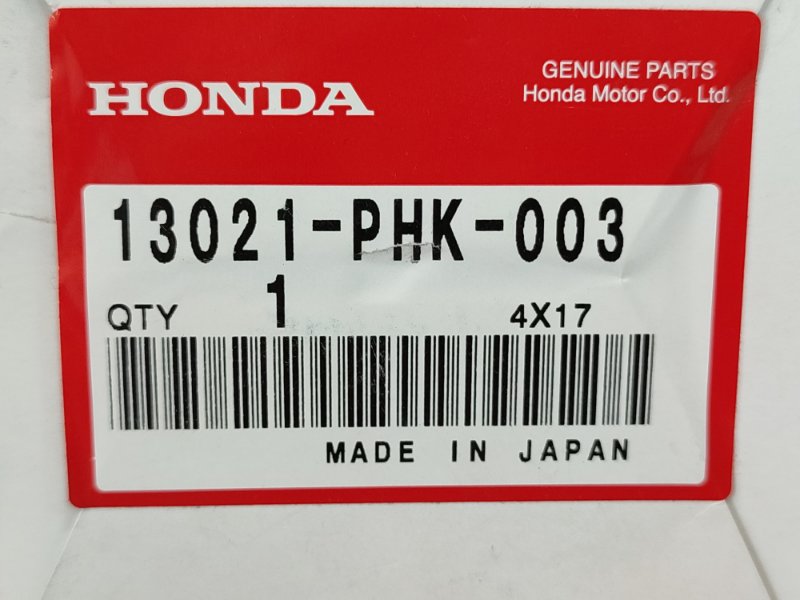 HONDA
GENUINE PARTS
Honda Motor Co., Ltd.
13021-PHK-003
QTY 1 4X17
MADE IN JAPAN